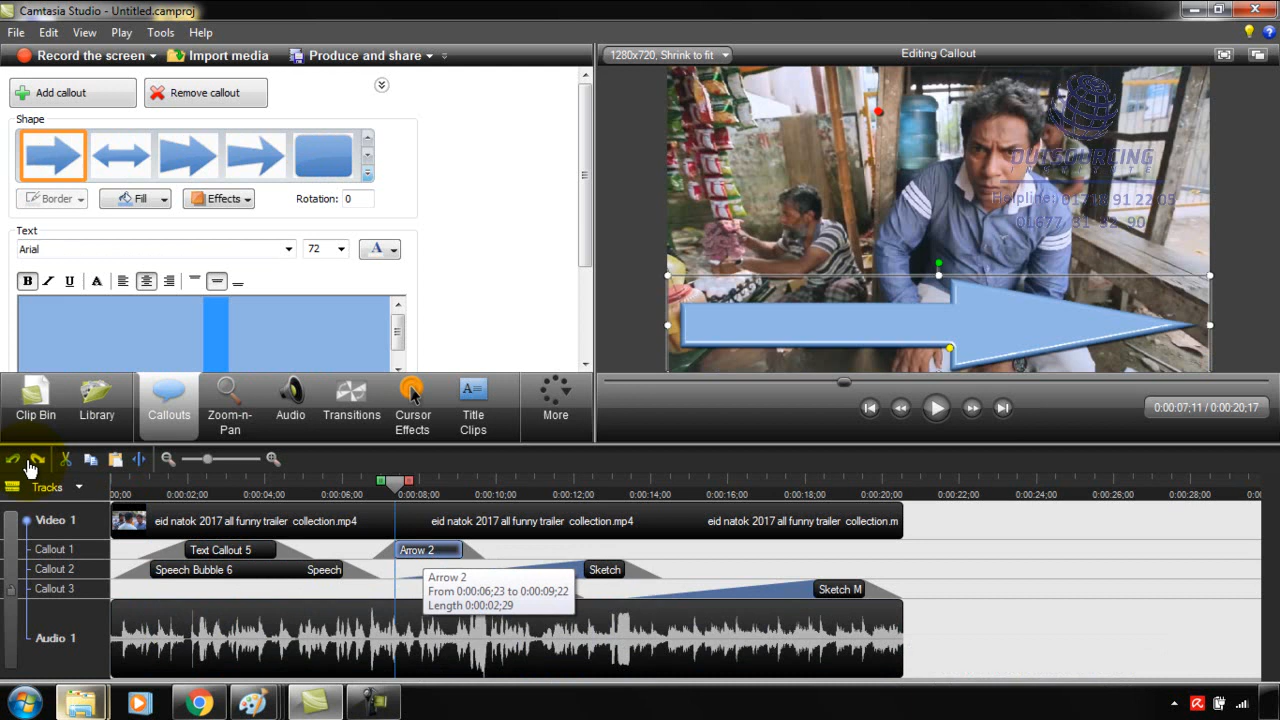 Camtasia Studio - Untitled.camproj
File Edit View Play Tools Help
Record the screen Import media Produce and share
1280x720, Shrink to fit
Editing Callout
Add callout
Remove callout
Shape
Border Fill Effects Rotation: 0
Text
Arial 72 A
B I U A
OUTSOURCING
INSTITUTE
Helpline:
Clip Bin
Library
Callouts
Zoom-n-Pan
Audio
Transitions
Cursor Effects
Title Clips
More
0:00:07;11 / 0:00:20;17
Tracks
00;00 0:00:02;00 0:00:04;00 0:00:06;00 0:00:08;00 0:00:10;00 0:00:12;00 0:00:14;00 0:00:16;00 0:00:18;00 0:00:20;00 0:00:22;00 0:00:24;00 0:00:26;00 0:00:28;00
Video 1 eid natok 2017 all funny trailer collection.mp4 eid natok 2017 all funny trailer collection.mp4 eid natok 2017 all funny trailer collection.m
Callout 1 Text Callout 5 Arrow 2
Callout 2 Speech Bubble 6 Speech Sketch
Callout 3 Sketch M
Arrow 2
From 0:00:06;23 to 0:00:09;22
Length 0:00:02;29
Audio 1